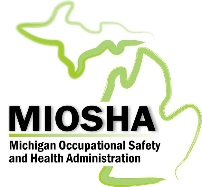 MIOSHA
Michigan Occupational Safety
and Health Administration